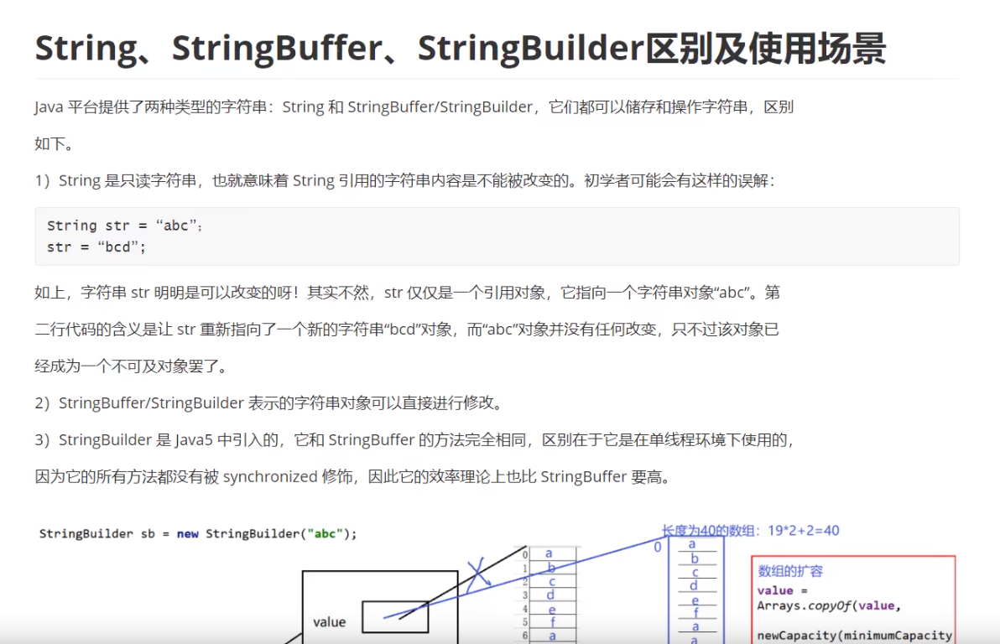 String、StringBuffer、StringBuilder区别及使用场景
Java 平台提供了两种类型的字符串：String 和 StringBuffer/StringBuilder，它们都可以储存和操作字符串，区别
如下。
1）String 是只读字符串，也就意味着 String 引用的字符串内容是不能被改变的。初学者可能会有这样的误解：
String str = “abc”;
str = “bcd”;
如上，字符串 str 明明是可以改变的呀！其实不然，str 仅仅是一个引用对象，它指向一个字符串对象“abc”。第
二行代码的含义是让 str 重新指向了一个新的字符串“bcd”对象，而“abc”对象并没有任何改变，只不过该对象已
经成为一个不可及对象罢了。
2）StringBuffer/StringBuilder 表示的字符串对象可以直接进行修改。
3）StringBuilder 是 Java5 中引入的，它和 StringBuffer 的方法完全相同，区别在于它是在单线程环境下使用的，
因为它的所有方法都没有被 synchronized 修饰，因此它的效率理论上也比 StringBuffer 要高。
StringBuilder sb = new StringBuilder("abc");
长度为40的数组：19*2+2=40
value
0 a
1 b
2 c
3 d
4 e
5 f
6 a
0 a
b
c
d
e
f
a
a
数组的扩容
value =
Arrays.copyOf(value,
newCapacity(minimumCapacity